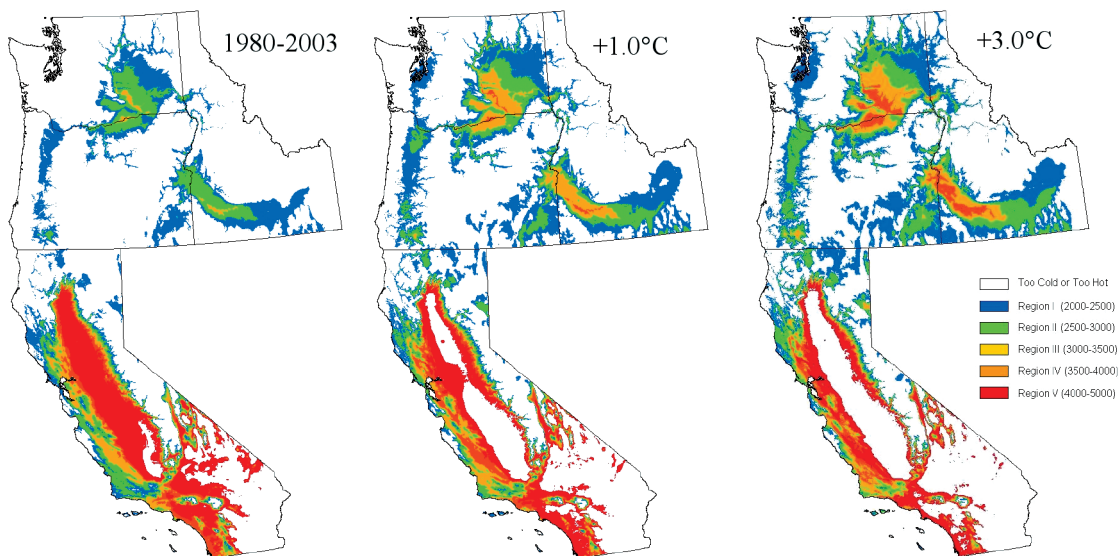 1980-2003
+1.0°C
+3.0°C
Too Cold or Too Hot
Region I (2000-2500)
Region II (2500-3000)
Region III (3000-3500)
Region IV (3500-4000)
Region V (4000-5000)